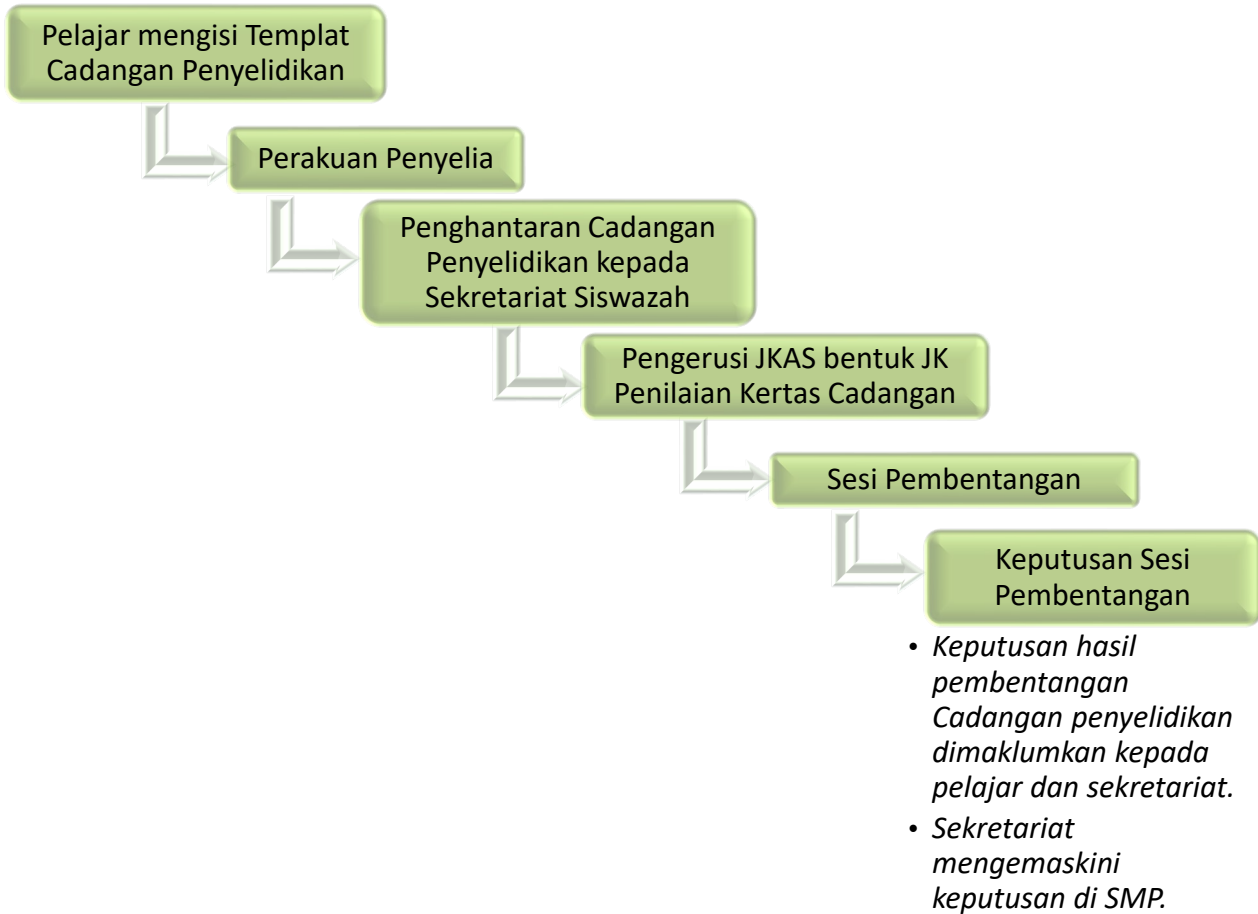 Pelajar mengisi Templat
Cadangan Penyelidikan
Perakuan Penyelia
Penghantaran Cadangan
Penyelidikan kepada
Sekretariat Siswazah
Pengerusi JKAS bentuk JK
Penilaian Kertas Cadangan
Sesi Pembentangan
Keputusan Sesi
Pembentangan
• Keputusan hasil
pembentangan
Cadangan penyelidikan
dimaklumkan kepada
pelajar dan sekretariat.
• Sekretariat
mengemaskini
keputusan di SMP.